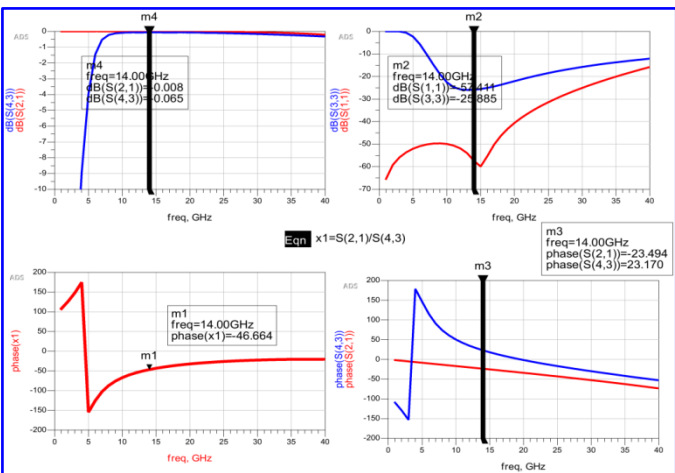 m4
ADS
m4
freq=14.00GHz
dB(S(2,1))=-0.008
dB(S(4,3))=-0.065
dB(S(4,3))
dB(S(2,1))
0
-1
-2
-3
-4
-5
-6
-7
-8
-9
-10
0 5 10 15 20 25 30 35 40
freq, GHz
m2
ADS
m2
freq=14.00GHz
dB(S(1,1))=-57.411
dB(S(3,3))=-25.885
dB(S(3,3))
dB(S(1,1))
0
-10
-20
-30
-40
-50
-60
-70
0 5 10 15 20 25 30 35 40
freq, GHz
Eqn x1=S(2,1)/S(4,3)
ADS
m1
freq=14.00GHz
phase(x1)=-46.664
m1
phase(x1)
200
150
100
50
0
-50
-100
-150
-200
0 5 10 15 20 25 30 35 40
freq, GHz
m3
freq=14.00GHz
phase(S(2,1))=-23.494
phase(S(4,3))=23.170
m3
ADS
phase(S(4,3))
phase(S(2,1))
200
150
100
50
0
-50
-100
-150
-200
0 5 10 15 20 25 30 35 40
freq, GHz